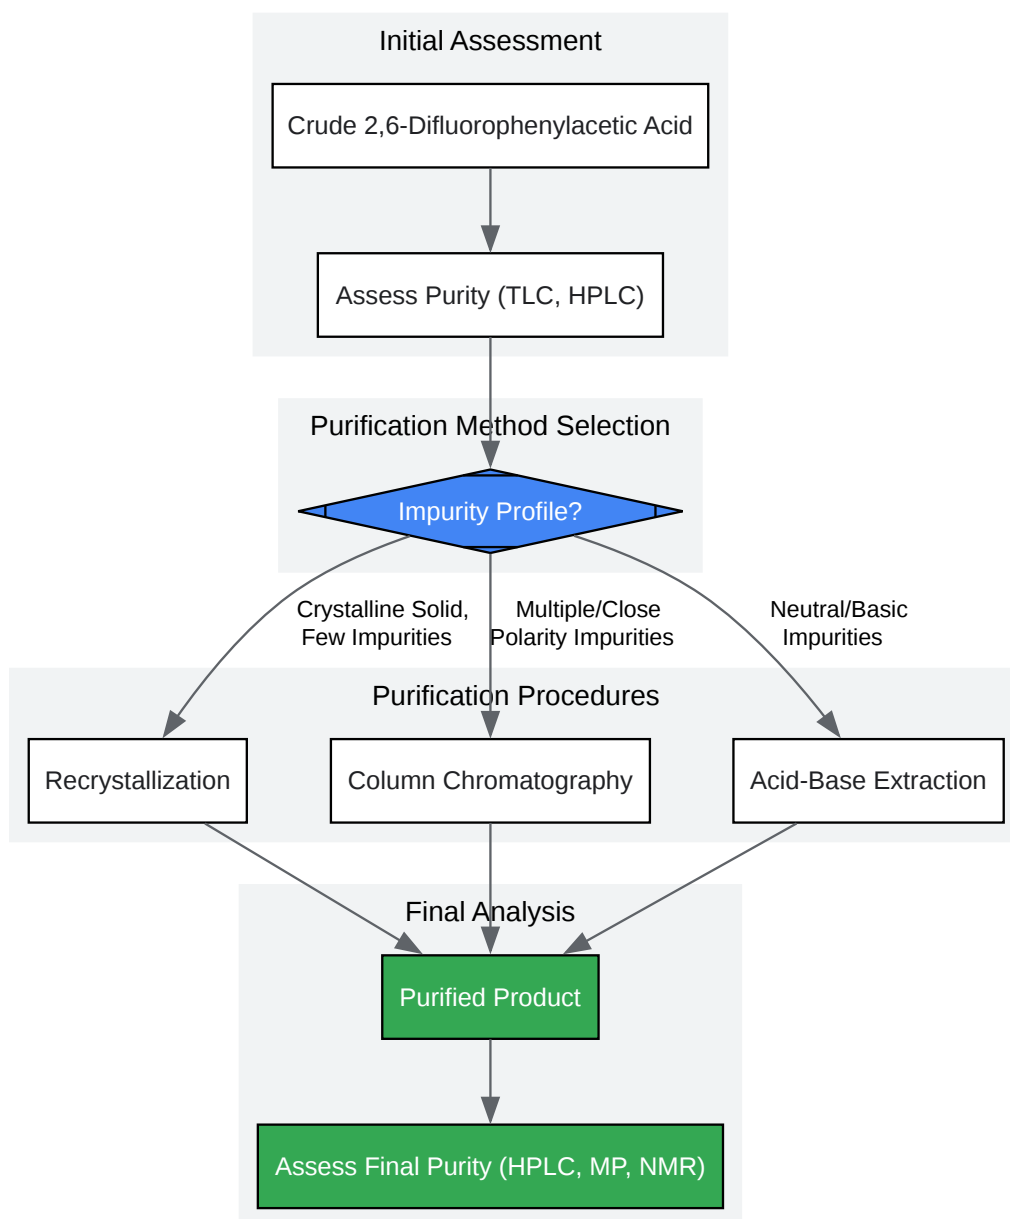 Initial Assessment
Crude 2,6-Difluorophenylacetic Acid
Assess Purity (TLC, HPLC)
Purification Method Selection
Impurity Profile?
Crystalline Solid,
Few Impurities
Multiple/Close
Polarity Impurities
Neutral/Basic
Impurities
Purification Procedures
Recrystallization
Column Chromatography
Acid-Base Extraction
Final Analysis
Purified Product
Assess Final Purity (HPLC, MP, NMR)